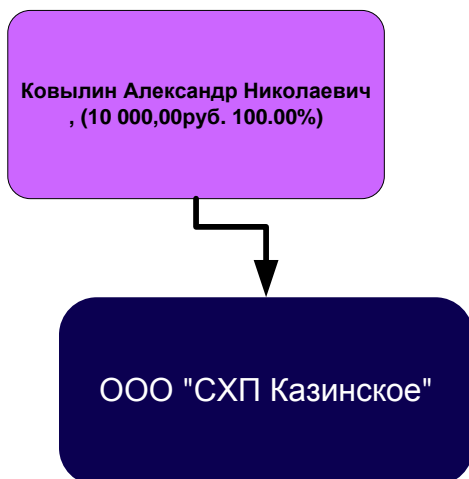 Ковылин Александр Николаевич
, (10 000,00руб. 100.00%)
ООО "СХП Казинское"